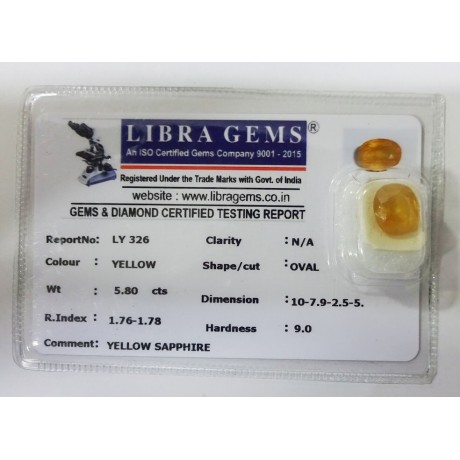 LIBRA GEMS®
An ISO Certified Gems Company 9001 - 2015
Registered Under the Trade Marks with Govt. of India
website : www.libragems.co.in
GEMS & DIAMOND CERTIFIED TESTING REPORT
ReportNo: LY 326 Clarity : N/A
Colour : YELLOW Shape/cut : OVAL
Wt : 5.80 cts Dimension : 10-7.9-2.5-5.
R.Index : 1.76-1.78 Hardness : 9.0
Comment: YELLOW SAPPHIRE